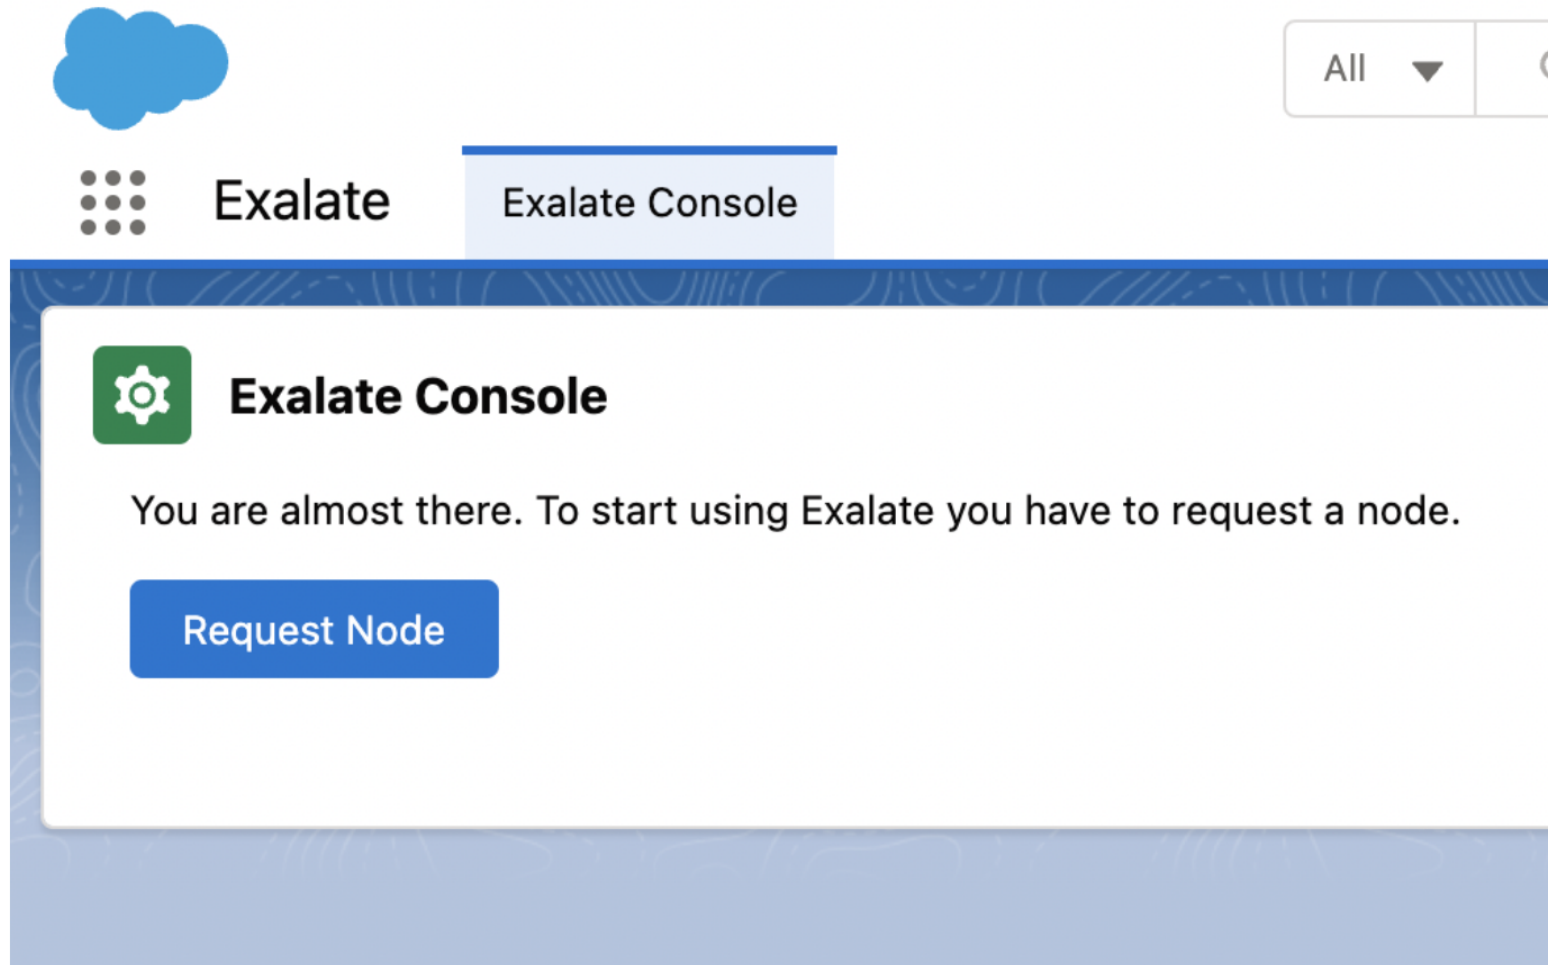 All
Exalate
Exalate Console
Exalate Console
You are almost there. To start using Exalate you have to request a node.
Request Node